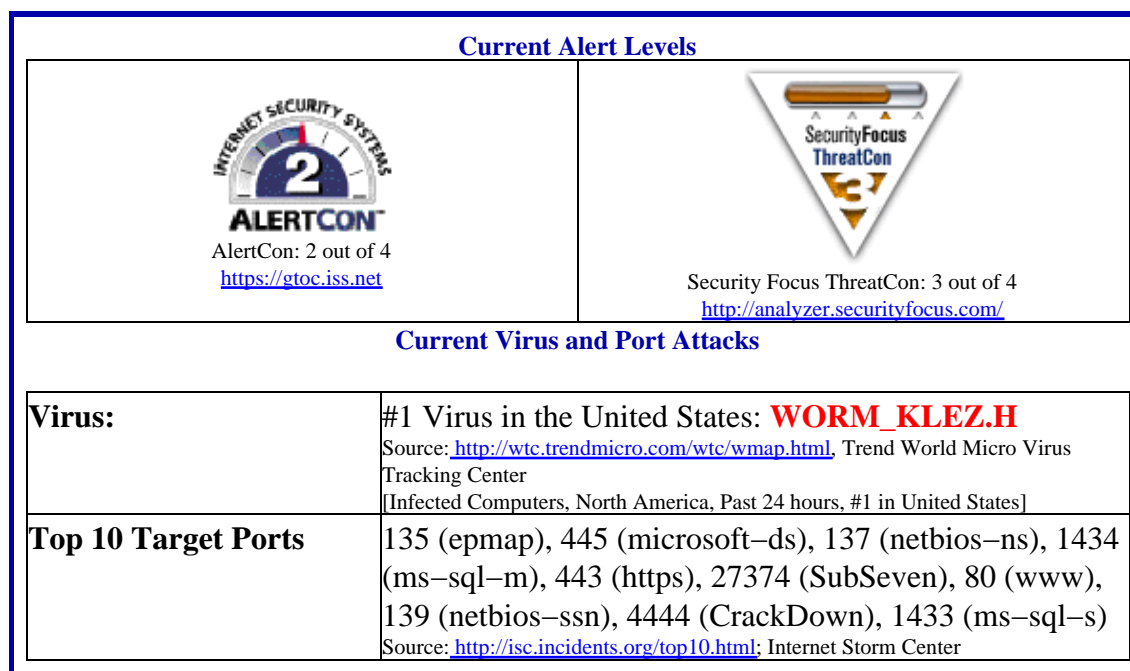 Current Alert Levels
INTERNET SECURITY SYSTEMS
2
ALERTCON™
AlertCon: 2 out of 4
https://gtoc.iss.net
SecurityFocus
ThreatCon
3
Security Focus ThreatCon: 3 out of 4
http://analyzer.securityfocus.com/
Current Virus and Port Attacks
Virus:
#1 Virus in the United States: WORM_KLEZ.H
Source: http://wtc.trendmicro.com/wtc/wmap.html, Trend World Micro Virus
Tracking Center
[Infected Computers, North America, Past 24 hours, #1 in United States]
Top 10 Target Ports
135 (epmap), 445 (microsoft−ds), 137 (netbios−ns), 1434
(ms−sql−m), 443 (https), 27374 (SubSeven), 80 (www),
139 (netbios−ssn), 4444 (CrackDown), 1433 (ms−sql−s)
Source: http://isc.incidents.org/top10.html; Internet Storm Center